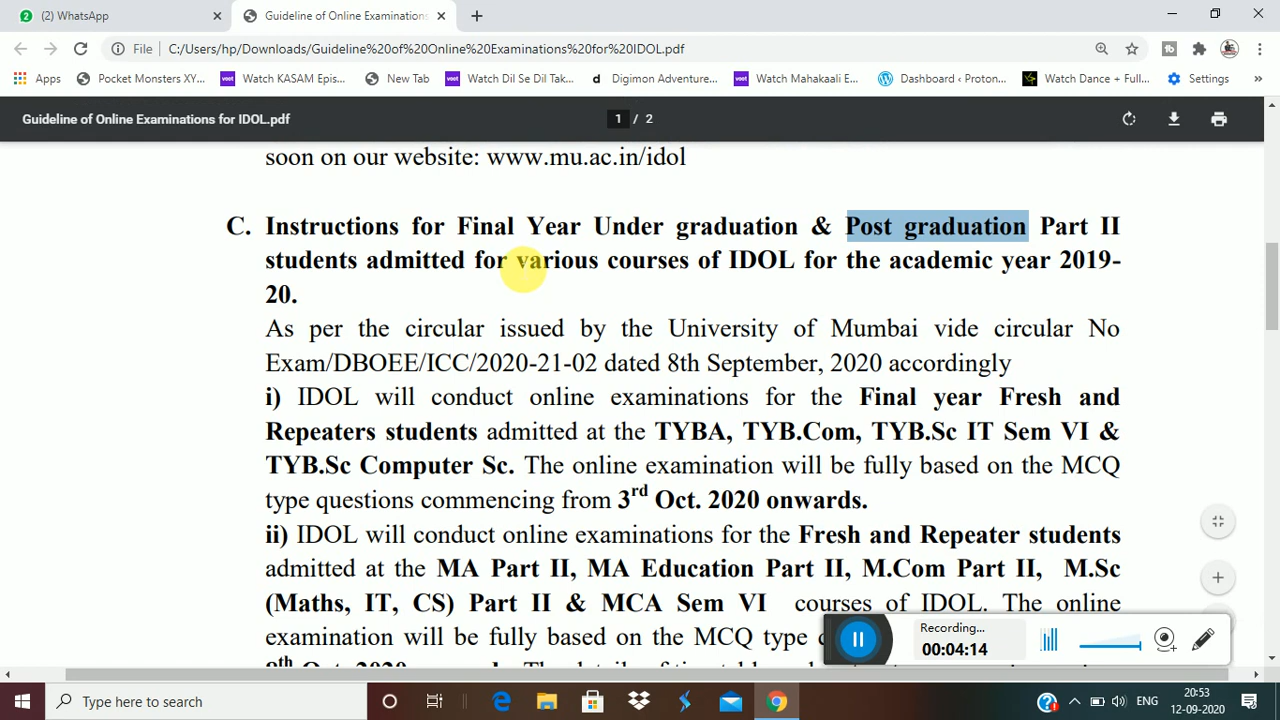 (2) WhatsApp
Guideline of Online Examinations
File
C:/Users/hp/Downloads/Guideline%20of%20Online%20Examinations%20for%20IDOL.pdf
Apps
Pocket Monsters XY...
Watch KASAM Epis...
New Tab
Watch Dil Se Dil Tak...
Digimon Adventure...
Watch Mahakaali E...
Dashboard ‹ Proton...
Watch Dance + Full...
Settings
»
Guideline of Online Examinations for IDOL.pdf
1 / 2
soon on our website: www.mu.ac.in/idol
C. Instructions for Final Year Under graduation & Post graduation Part II
students admitted for various courses of IDOL for the academic year 2019-
20.
As per the circular issued by the University of Mumbai vide circular No
Exam/DBOEE/ICC/2020-21-02 dated 8th September, 2020 accordingly
i) IDOL will conduct online examinations for the Final year Fresh and
Repeaters students admitted at the TYBA, TYB.Com, TYB.Sc IT Sem VI &
TYB.Sc Computer Sc. The online examination will be fully based on the MCQ
type questions commencing from 3rd Oct. 2020 onwards.
ii) IDOL will conduct online examinations for the Fresh and Repeater students
admitted at the MA Part II, MA Education Part II, M.Com Part II, M.Sc
(Maths, IT, CS) Part II & MCA Sem VI courses of IDOL. The online
examination will be fully based on the MCQ type
8th Oct. 2020
Recording...
00:04:14
Type here to search
ENG
20:53
12-09-2020